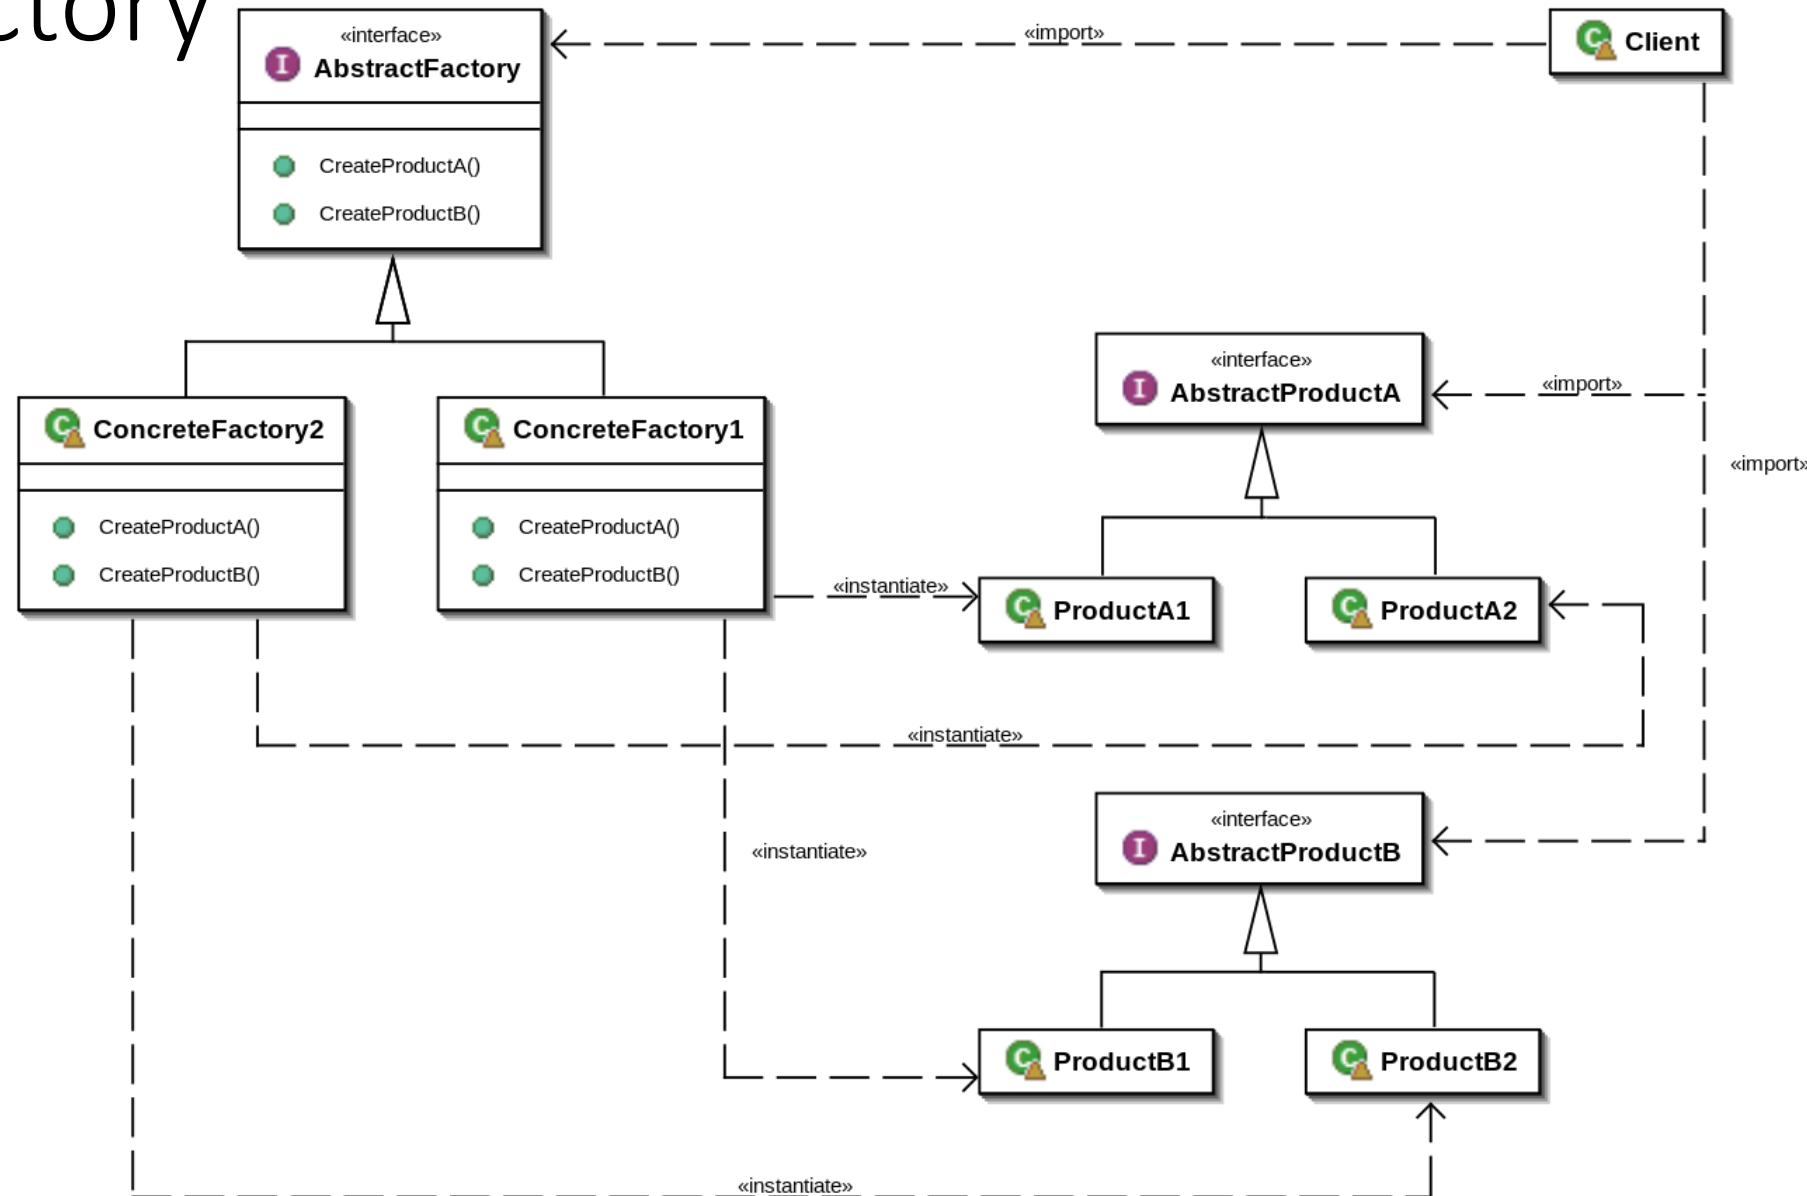 ctory
«interface»
AbstractFactory
CreateProductA()
CreateProductB()
«import»
Client
ConcreteFactory2
CreateProductA()
CreateProductB()
ConcreteFactory1
CreateProductA()
CreateProductB()
«interface»
AbstractProductA
«import»
«import»
«instantiate»
ProductA1
ProductA2
«instantiate»
«instantiate»
«interface»
AbstractProductB
ProductB1
ProductB2
«instantiate»